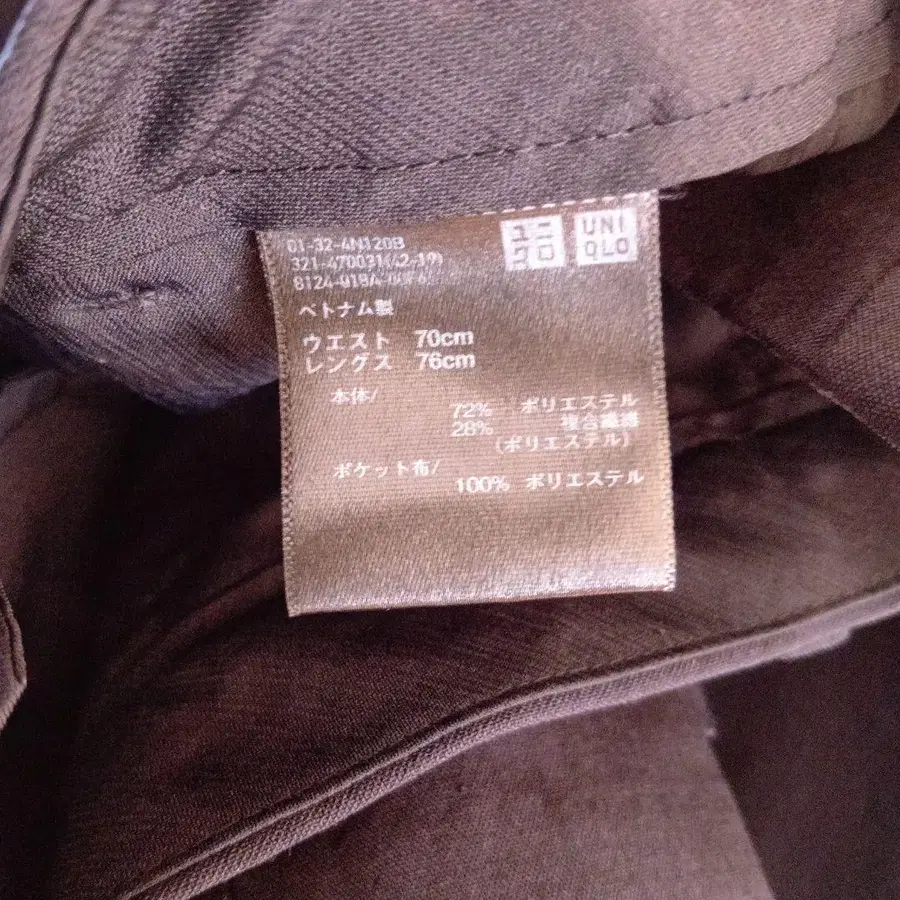 01-32-4N120B
ユニ
クロ
UNI
QLO
321-470031(42-19)
8124-918A
ベトナム製
ウエスト 70cm
レングス 76cm
本体/
72% ポリエステル
28% 複合繊維
(ポリエステル)
ポケット布/
100% ポリエステル